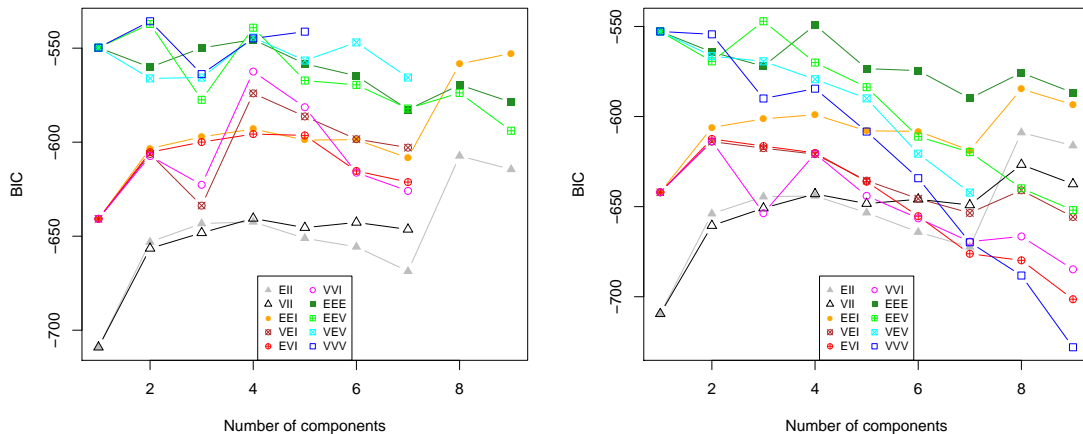 BIC
-550
-600
-650
-700
2 4 6 8
Number of components
EII VVI
VII EEE
EEI EEV
VEI VEV
EVI VVV
BIC
-550
-600
-650
-700
2 4 6 8
Number of components
EII VVI
VII EEE
EEI EEV
VEI VEV
EVI VVV